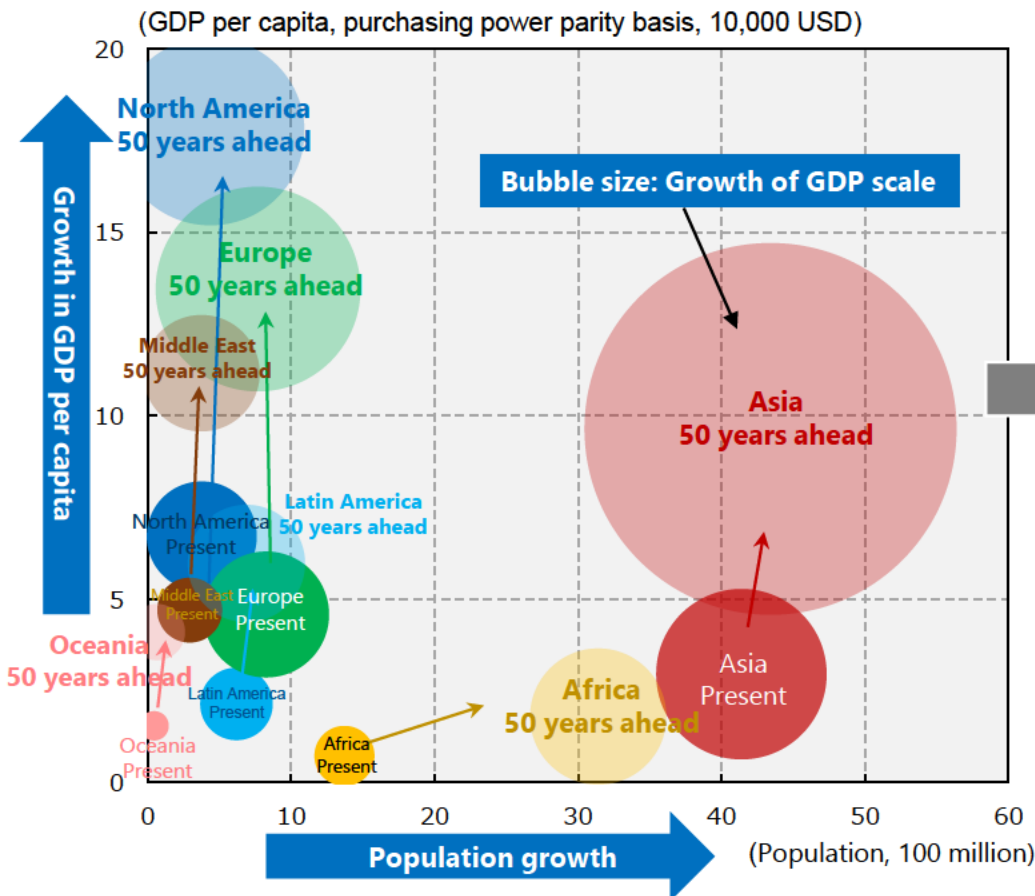 (GDP per capita, purchasing power parity basis, 10,000 USD)
20
15
10
5
0
Growth in GDP per capita
North America
50 years ahead
Bubble size: Growth of GDP scale
Europe
50 years ahead
Middle East
50 years ahead
Asia
50 years ahead
Latin America
50 years ahead
North America
Present
Middle East
Present
Europe
Present
Oceania
50 years ahead
Latin America
Present
Asia
Present
Africa
50 years ahead
Oceania
Present
Africa
Present
0 10 20 30 40 50 60
Population growth
(Population, 100 million)